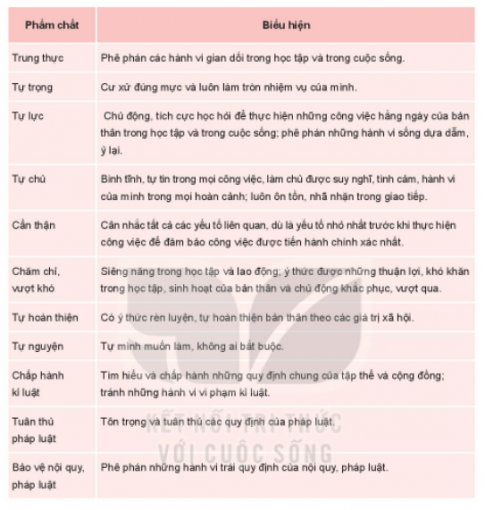 Phẩm chất Biểu hiện
Trung thực Phê phán các hành vi gian dối trong học tập và trong cuộc sống.
Tự trọng Cư xử đúng mực và luôn làm tròn nhiệm vụ của mình.
Tự lực Chủ động, tích cực học hỏi để thực hiện những công việc hằng ngày của bản
thân trong học tập và trong cuộc sống; phê phán những hành vi sống dựa dẫm,
ỷ lại.
Tự chủ Bình tĩnh, tự tin trong mọi công việc, làm chủ được suy nghĩ, tình cảm, hành vi
của mình trong mọi hoàn cảnh; luôn ôn tồn, nhã nhặn trong giao tiếp.
Cẩn thận Cân nhắc tất cả các yếu tố liên quan, dù là yếu tố nhỏ nhất trước khi thực hiện
công việc để đảm bảo công việc được tiến hành chính xác nhất.
Chăm chỉ, Siêng năng trong học tập và lao động; ý thức được những thuận lợi, khó khăn
vượt khó trong học tập, sinh hoạt của bản thân và chủ động khắc phục, vượt qua.
Tự hoàn thiện Có ý thức rèn luyện, tự hoàn thiện bản thân theo các giá trị xã hội.
Tự nguyện Tự mình muốn làm, không ai bắt buộc.
Chấp hành Tìm hiểu và chấp hành những quy định chung của tập thể và cộng đồng;
kỉ luật tránh những hành vi vi phạm kỉ luật.
Tuân thủ Tôn trọng và tuân thủ các quy định của pháp luật.
pháp luật
KẾT NỐI TRI THỨC
VỚI CUỘC SỐNG
Bảo vệ nội quy, Phê phán những hành vi trái quy định của nội quy, pháp luật.
pháp luật